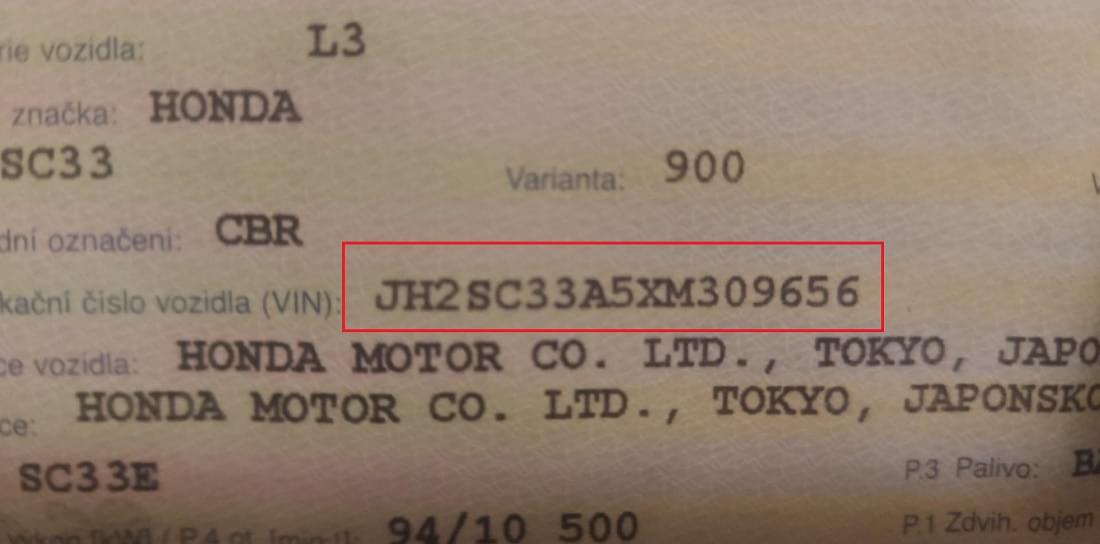 rie vozidla: L3
značka: HONDA
SC33 Varianta: 900
dní označeni: CBR
kační čislo vozidla (VIN): JH2SC33A5XM309656
ce vozidla: HONDA MOTOR CO. LTD., TOKYO, JAPO
ce: HONDA MOTOR CO. LTD., TOKYO, JAPONSKO
SC33E P.3 Palivo:
94/10 500 P.1 Zdvih. objem